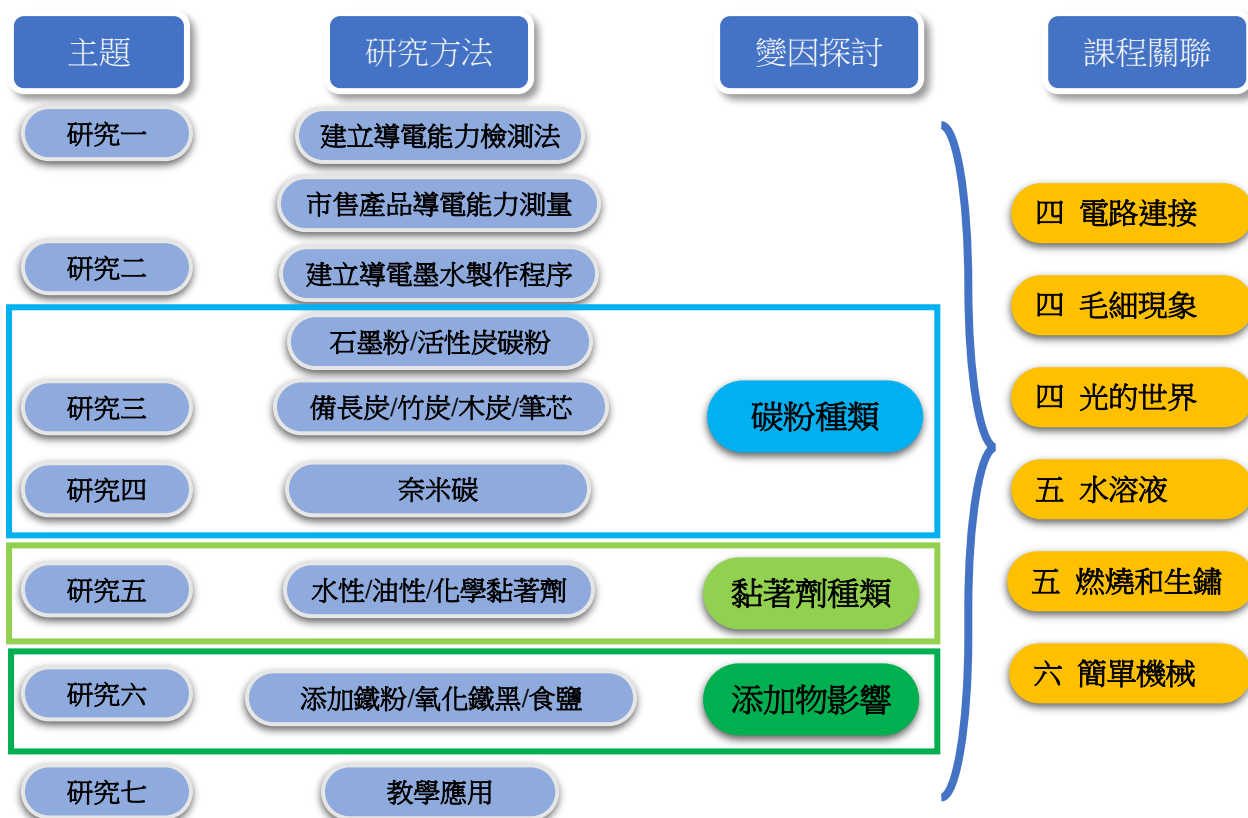 主題
研究方法
變因探討
課程關聯
研究一
建立導電能力檢測法
市售產品導電能力測量
研究二
建立導電墨水製作程序
石墨粉/活性炭碳粉
研究三
備長炭/竹炭/木炭/筆芯
碳粉種類
研究四
奈米碳
研究五
水性/油性/化學黏著劑
黏著劑種類
研究六
添加鐵粉/氧化鐵黑/食鹽
添加物影響
研究七
教學應用
四 電路連接
四 毛細現象
四 光的世界
五 水溶液
五 燃燒和生鏽
六 簡單機械